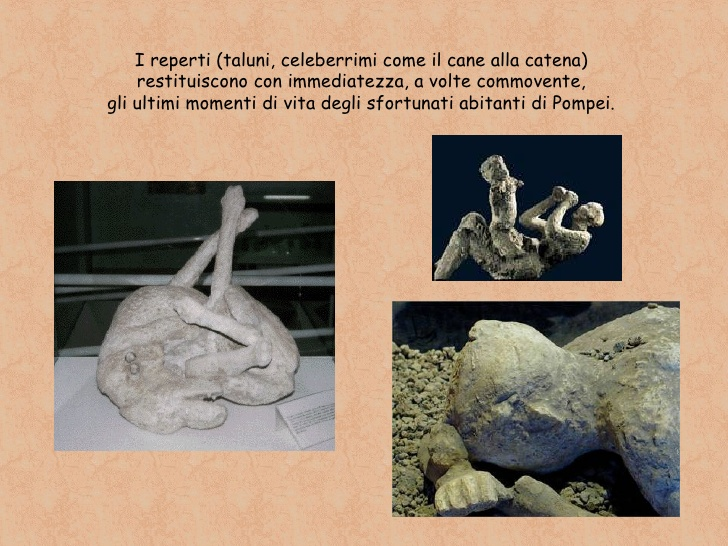 I reperti (taluni, celeberrimi come il cane alla catena)
restituiscono con immediatezza, a volte commovente,
gli ultimi momenti di vita degli sfortunati abitanti di Pompei.